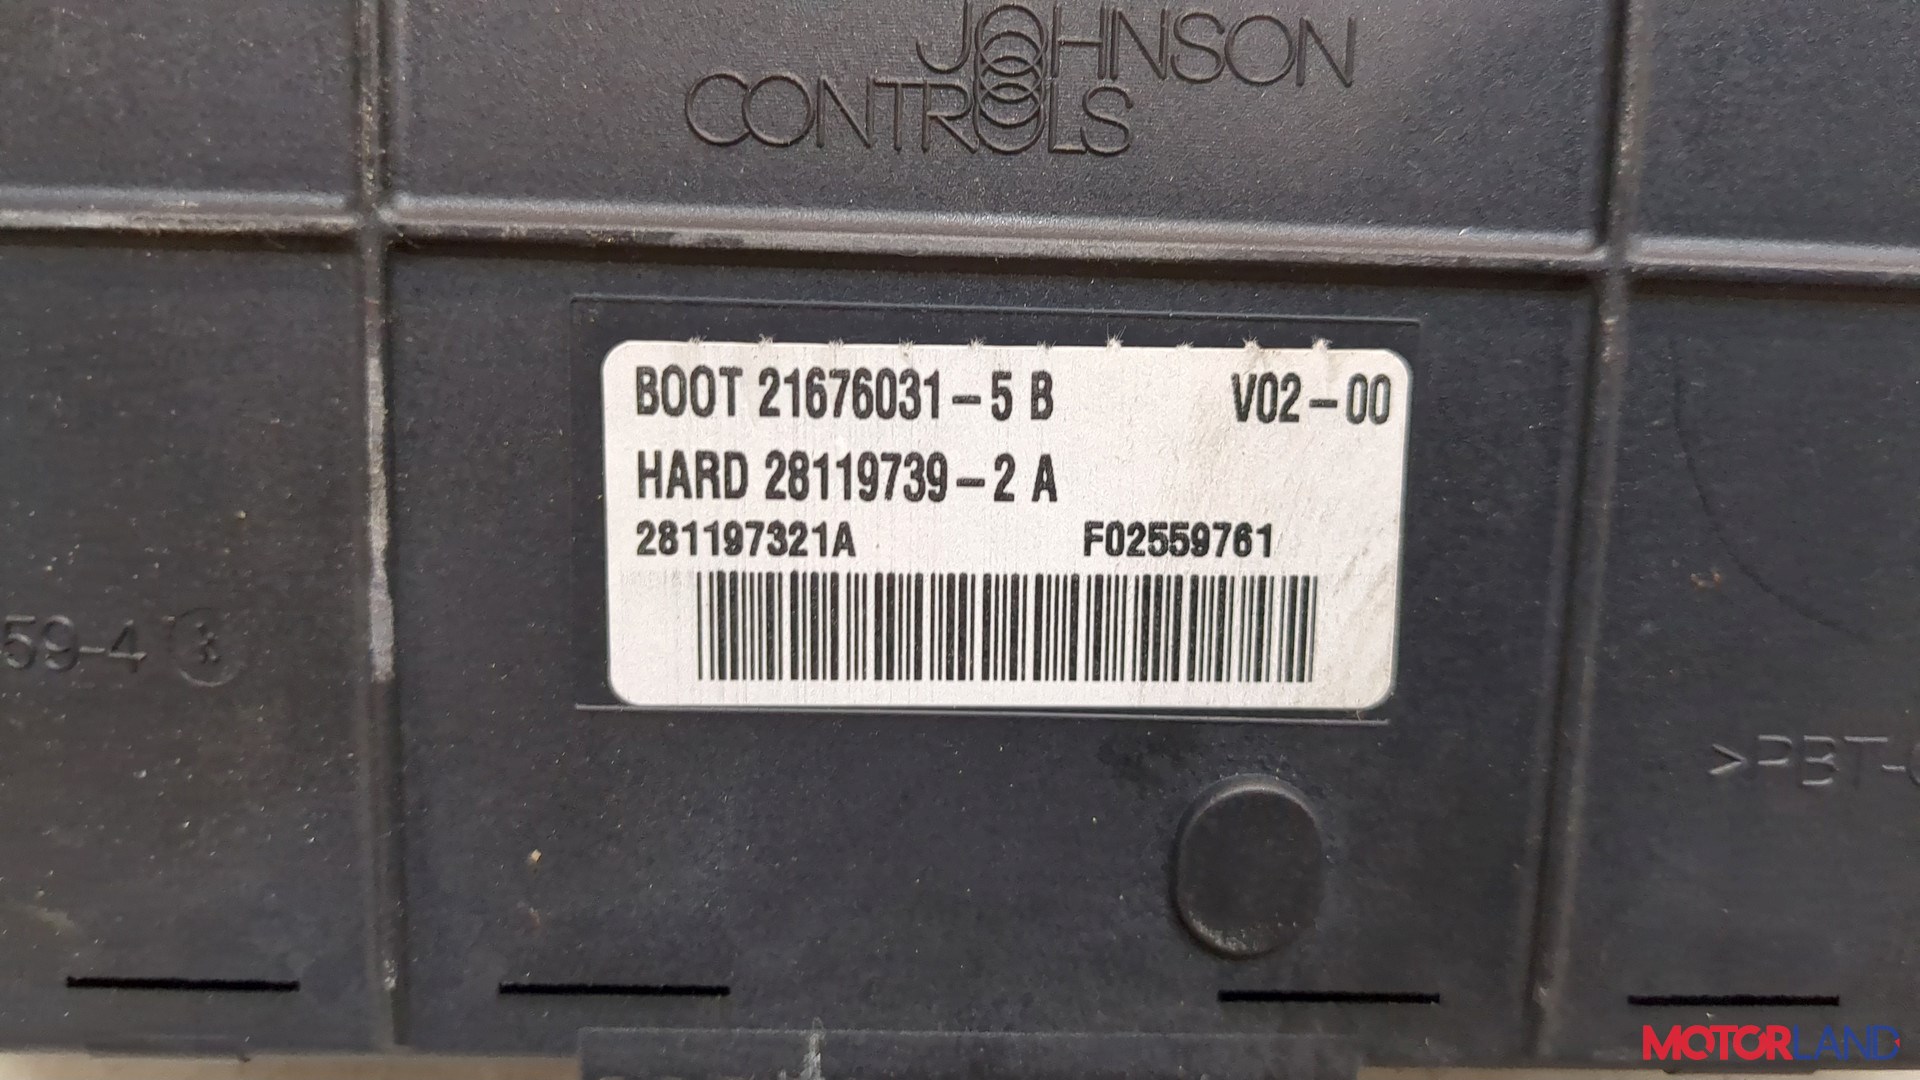 JOHNSON
CONTROLS
BOOT 21676031-5 B V02-00
HARD 28119739-2 A
281197321A F02559761
59-4
>PBT-
MOTORLAND